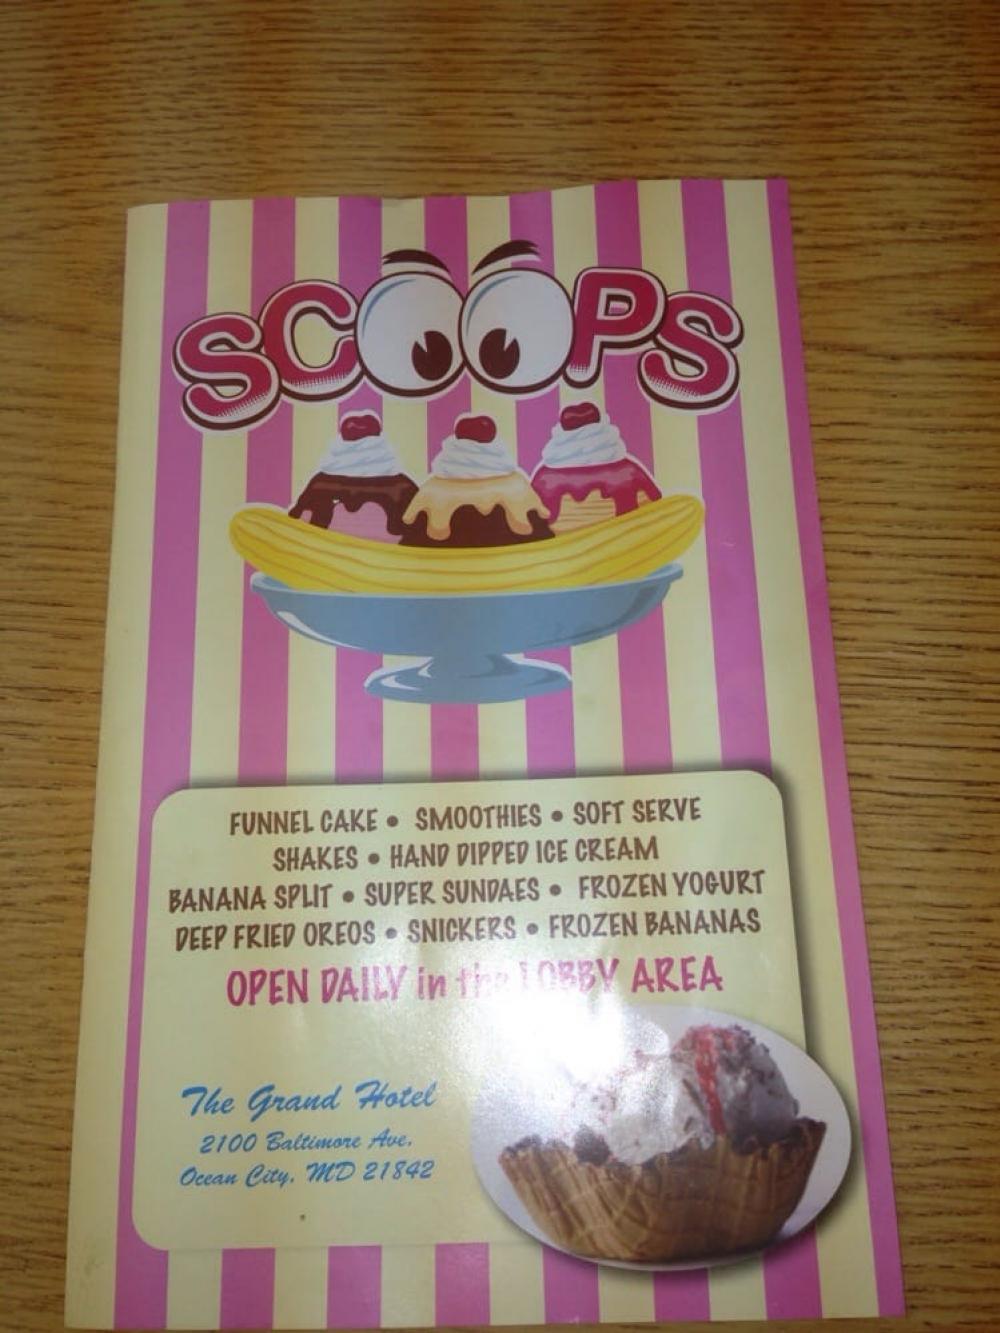 SCOOPS
FUNNEL CAKE • SMOOTHIES • SOFT SERVE
SHAKES • HAND DIPPED ICE CREAM
BANANA SPLIT • SUPER SUNDAES • FROZEN YOGURT
DEEP FRIED OREOS • SNICKERS • FROZEN BANANAS
OPEN DAILY in the LOBBY AREA
The Grand Hotel
2100 Baltimore Ave.
Ocean City, MD 21842